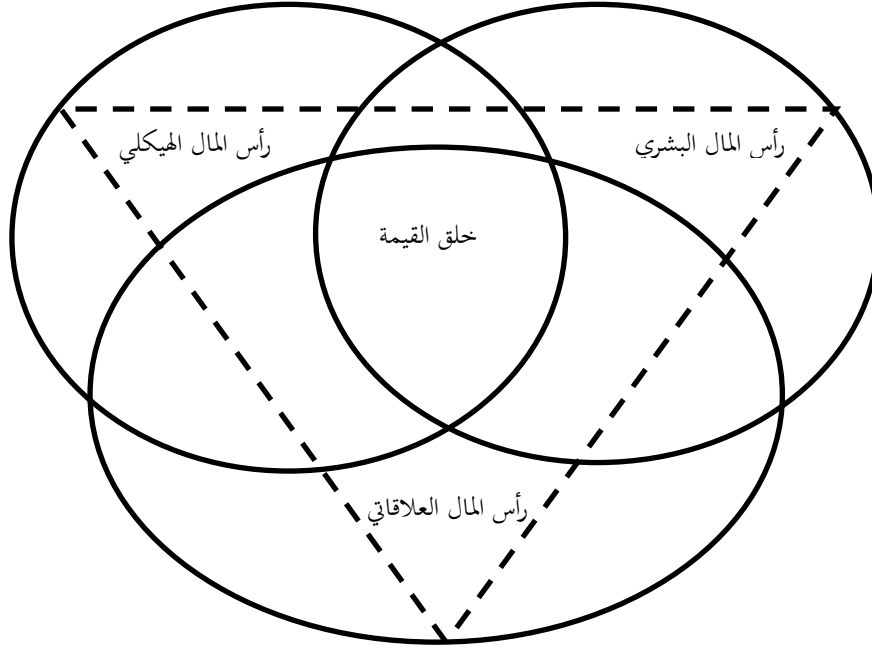 رأس المال البشري
رأس المال الهيكلي
خلق القيمة
رأس المال العلاقاتي